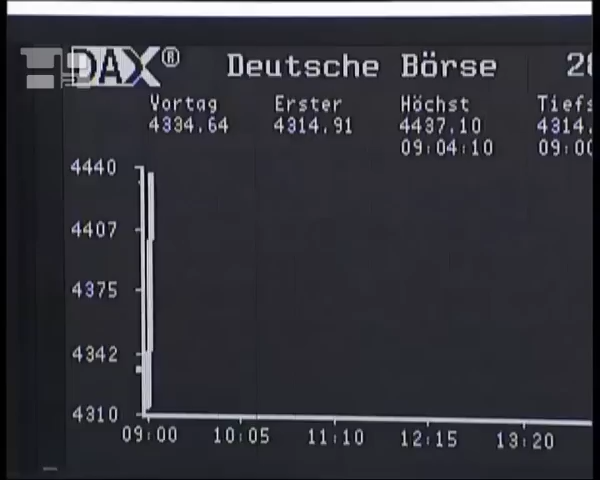 DAX® Deutsche Börse
Vortag Erster Höchst
4334.64 4314.91 4437.10 4314.
09:04:10
4440
4407
4375
4342
4310
09:00 10:05 11:10 12:15 13:20